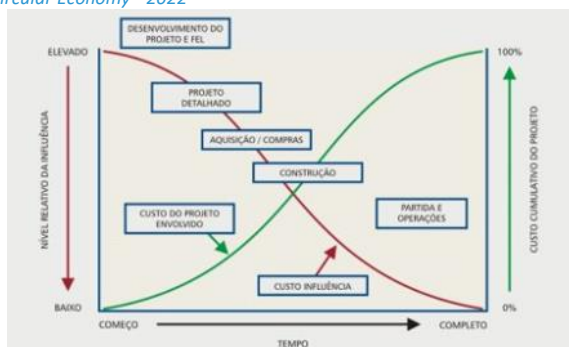 Circular Economy - 2022
DESENVOLVIMENTO DO
PROJETO E FEL
ELEVADO
100%
PROJETO
DETALHADO
AQUISIÇÃO / COMPRAS
CONSTRUÇÃO
NÍVEL RELATIVO DA INFLUÊNCIA
CUSTO CUMULATIVO DO PROJETO
CUSTO DO PROJETO
ENVOLVIDO
PARTIDA E
OPERAÇÕES
CUSTO INFLUÊNCIA
BAIXO
0%
COMEÇO
COMPLETO
TEMPO